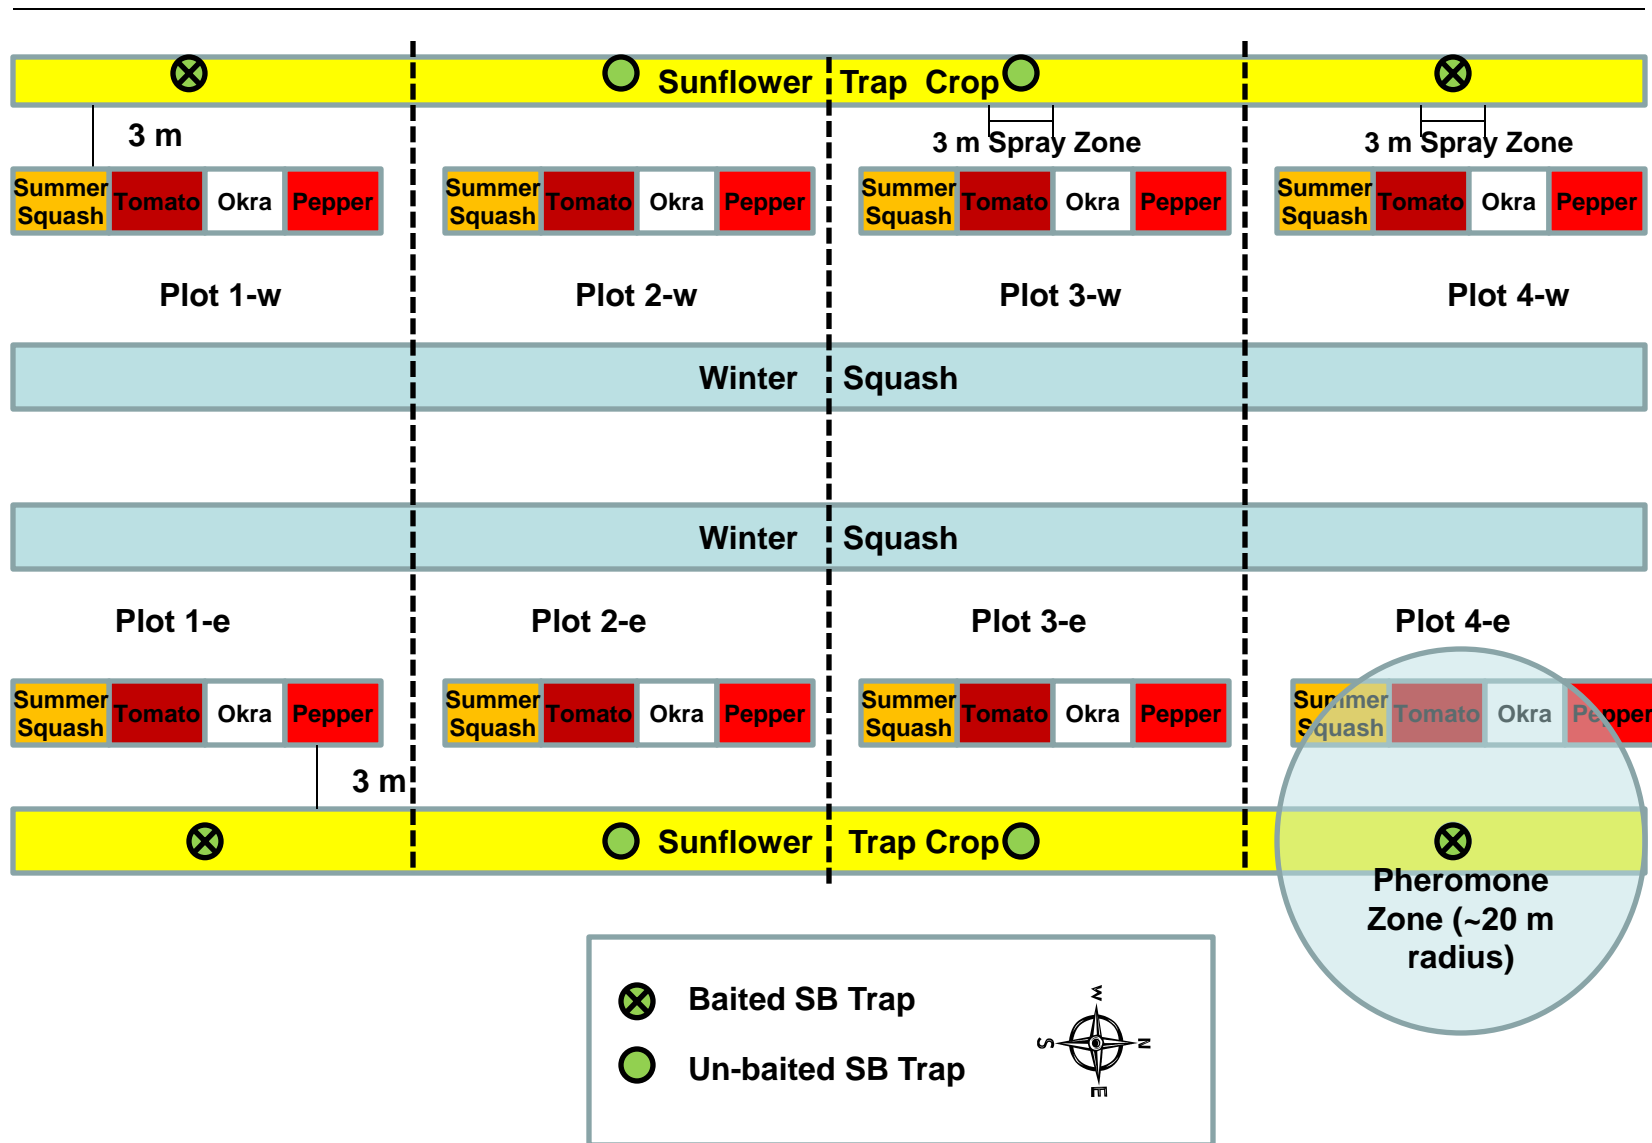 Sunflower Trap Crop
3 m
3 m Spray Zone
3 m Spray Zone
Summer
Squash
Tomato
Okra
Pepper
Summer
Squash
Tomato
Okra
Pepper
Summer
Squash
Tomato
Okra
Pepper
Summer
Squash
Tomato
Okra
Pepper
Plot 1-w
Plot 2-w
Plot 3-w
Plot 4-w
Winter Squash
Winter Squash
Plot 1-e
Plot 2-e
Plot 3-e
Plot 4-e
Summer
Squash
Tomato
Okra
Pepper
Summer
Squash
Tomato
Okra
Pepper
Summer
Squash
Tomato
Okra
Pepper
Summer
Squash
Tomato
Okra
Pepper
3 m
Sunflower Trap Crop
Pheromone
Zone (~20 m
radius)
Baited SB Trap
Un-baited SB Trap
W
S
N
E